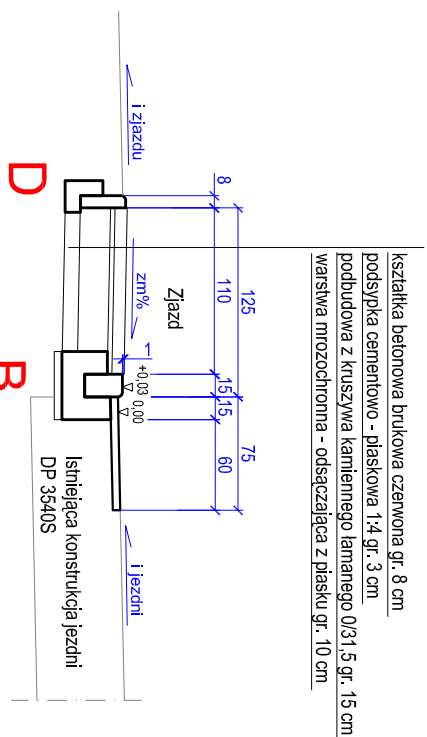 kształtka betonowa brukowa czerwona gr. 8 cm
podsypka cementowo - piaskowa 1:4 gr. 3 cm
podbudowa z kruszywa kamiennego łamanego 0/31,5 gr. 15 cm
warstwa mrozochronna - odsączająca z piasku gr. 10 cm
125
75
8
110
15
15
60
Zjazd
i zjazdu
zm%
1
+0,03
0,00
i jezdni
Istniejąca konstrukcja jezdni
DP 3540S
D
B